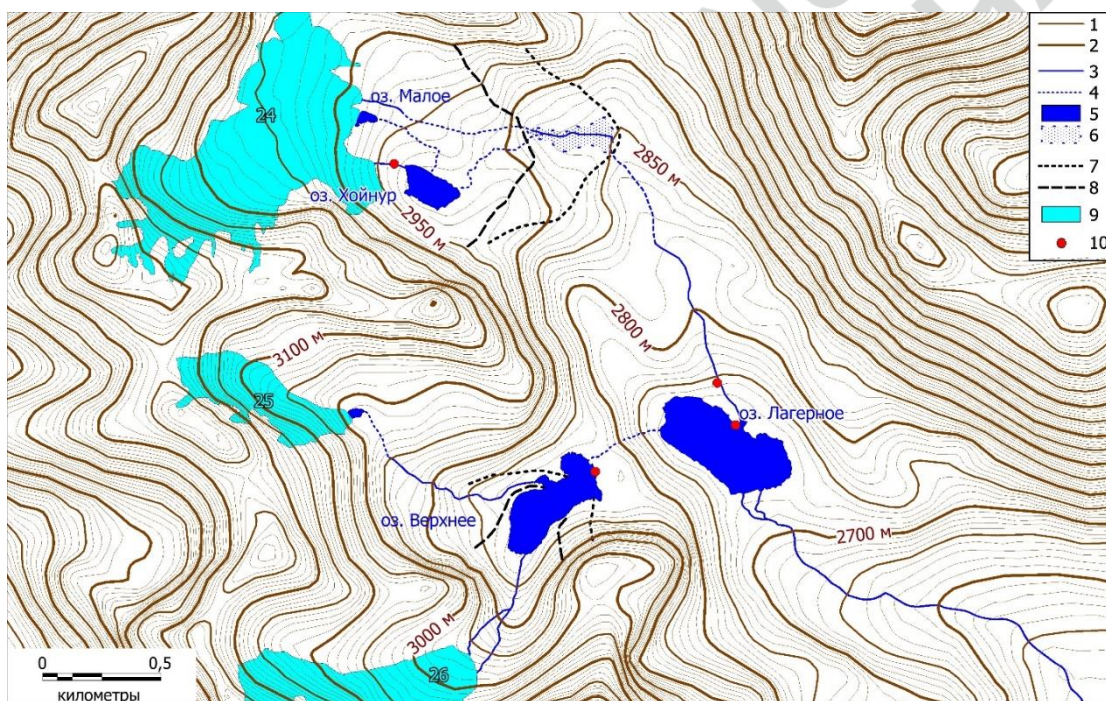 1
2
3
4
5
6
7
8
9
10
24
оз. Малое
2850 м
оз. Хойнур
2950 м
2800 м
3100 м
25
оз. Лагерное
оз. Верхнее
2700 м
3000 м
26
0 0,5
километры